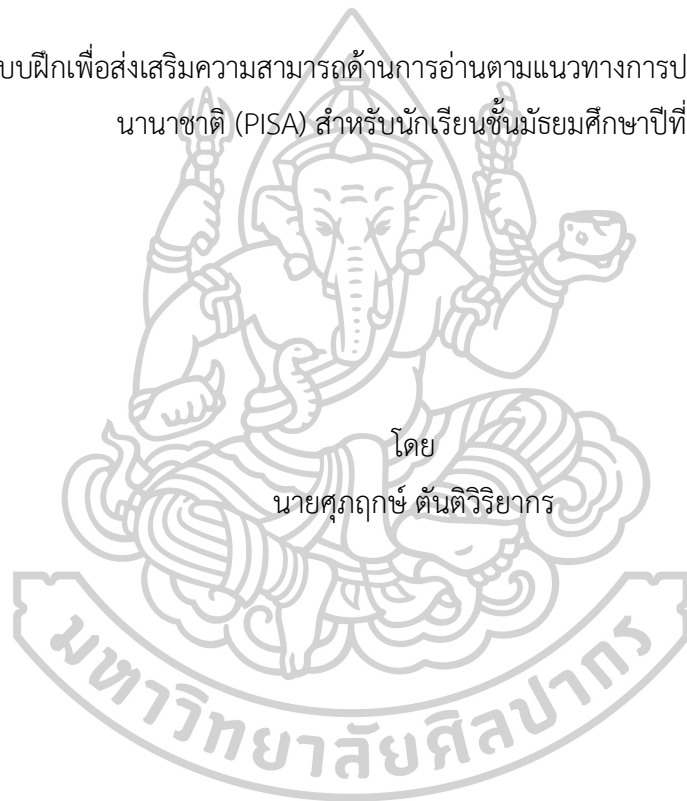 บบฝึกเพื่อส่งเสริมความสามารถด้านการอ่านตามแนวทางการป
นานาชาติ (PISA) สำหรับนักเรียนชั้นมัธยมศึกษาปีที่
โดย
นายศุภฤกษ์ ตันติวิริยากร
มหาวิทยาลัยศิลปากร